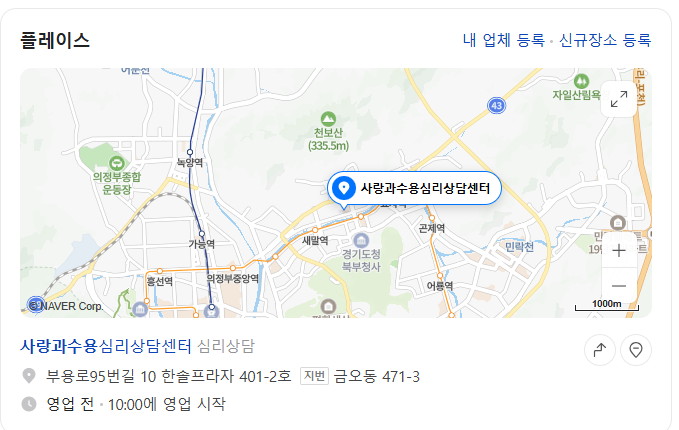 플레이스
내 업체 등록 · 신규장소 등록
43
자일산림욕
천보산
(335.5m)
녹양역
의정부종합
운동장
사랑과수용심리상담센터
가능역
새말역
곤제역
경기도청
북부청사
민락천
흥선역
의정부중앙역
어룡역
© NAVER Corp.
1000m
사랑과수용심리상담센터 심리상담
부용로95번길 10 한솔프라자 401-2호 지번 금오동 471-3
영업 전 · 10:00에 영업 시작